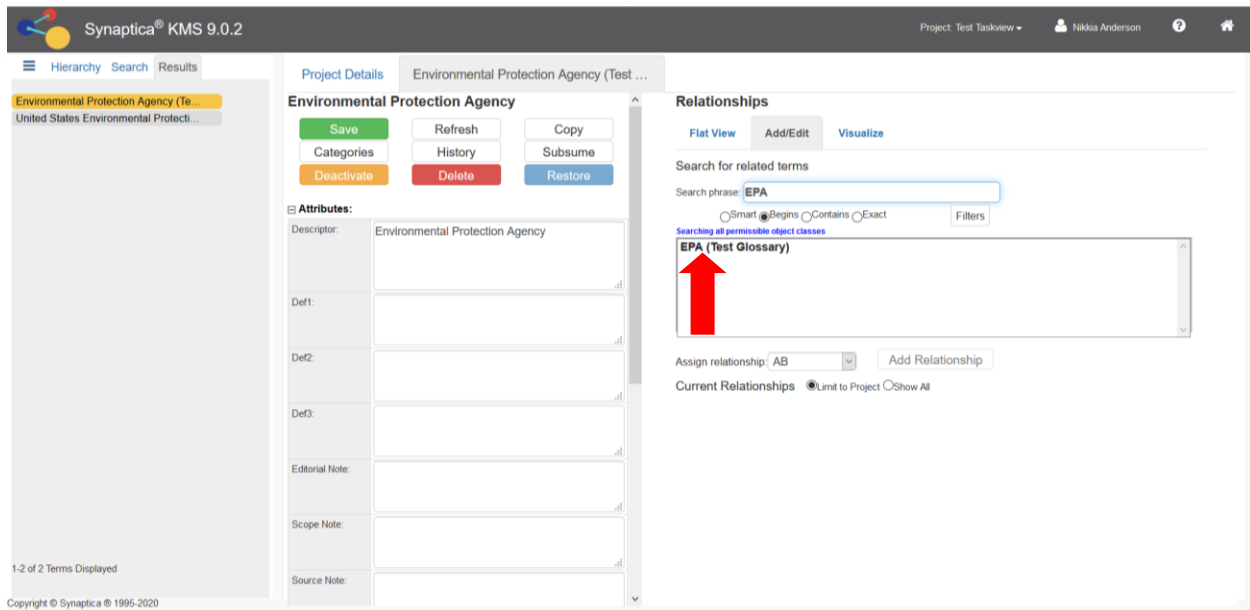 Synaptica® KMS 9.0.2
Project: Test Taskview
Nikkia Anderson
?
Hierarchy Search Results
Environmental Protection Agency (Te...
United States Environmental Protecti...
1-2 of 2 Terms Displayed
Copyright © Synaptica ® 1995-2020
Project Details
Environmental Protection Agency (Test ...
Environmental Protection Agency
Save Refresh Copy
Categories History Subsume
Deactivate Delete Restore
Attributes:
Descriptor: Environmental Protection Agency
Def1:
Def2:
Def3:
Editorial Note:
Scope Note:
Source Note:
Relationships
Flat View Add/Edit Visualize
Search for related terms
Search phrase: EPA
Smart Begins Contains Exact Filters
Searching all permissible object classes
EPA (Test Glossary)
Assign relationship: AB Add Relationship
Current Relationships Limit to Project Show All